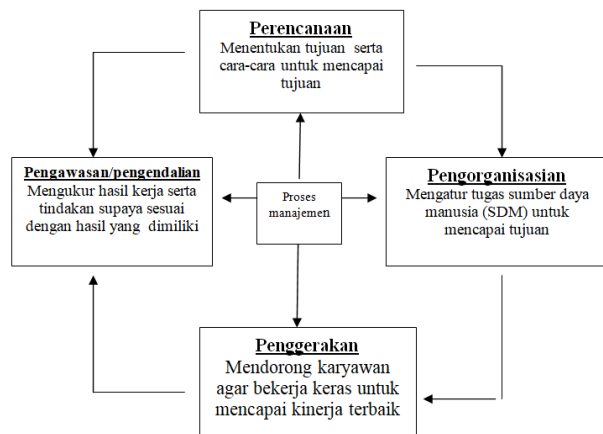 Perencanaan
Menentukan tujuan serta
cara-cara untuk mencapai
tujuan
Pengawasan/pengendalian
Mengukur hasil kerja serta
tindakan supaya sesuai
dengan hasil yang dimiliki
Proses
manajemen
Pengorganisasian
Mengatur tugas sumber daya
manusia (SDM) untuk
mencapai tujuan
Penggerakan
Mendorong karyawan
agar bekerja keras untuk
mencapai kinerja terbaik